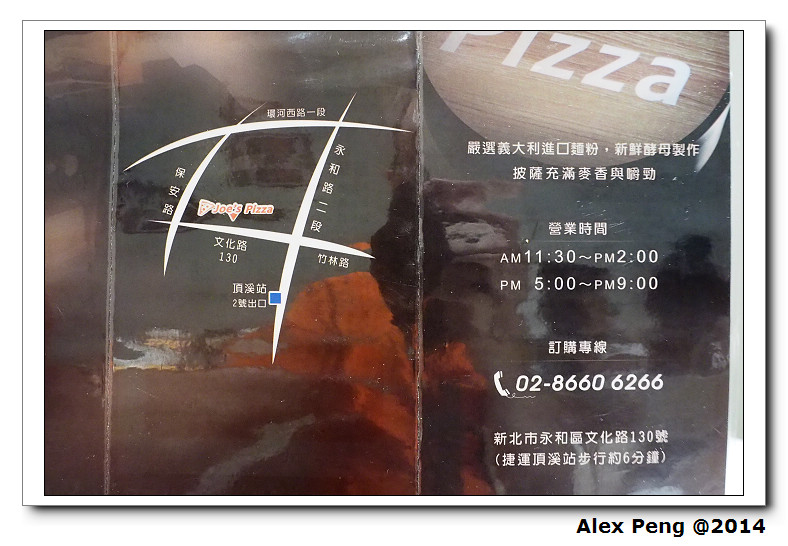 環河西路一段
永和路二段
保安路
Joe's Pizza
文化路
130
竹林路
頂溪站
2號出口
Pizza
嚴選義大利進口麵粉，新鮮酵母製作
披薩充滿麥香與嚼勁
營業時間
AM11:30～PM2:00
PM 5:00～PM9:00
訂購專線
02-8660 6266
新北市永和區文化路130號
(捷運頂溪站步行約6分鐘)
Alex Peng @2014